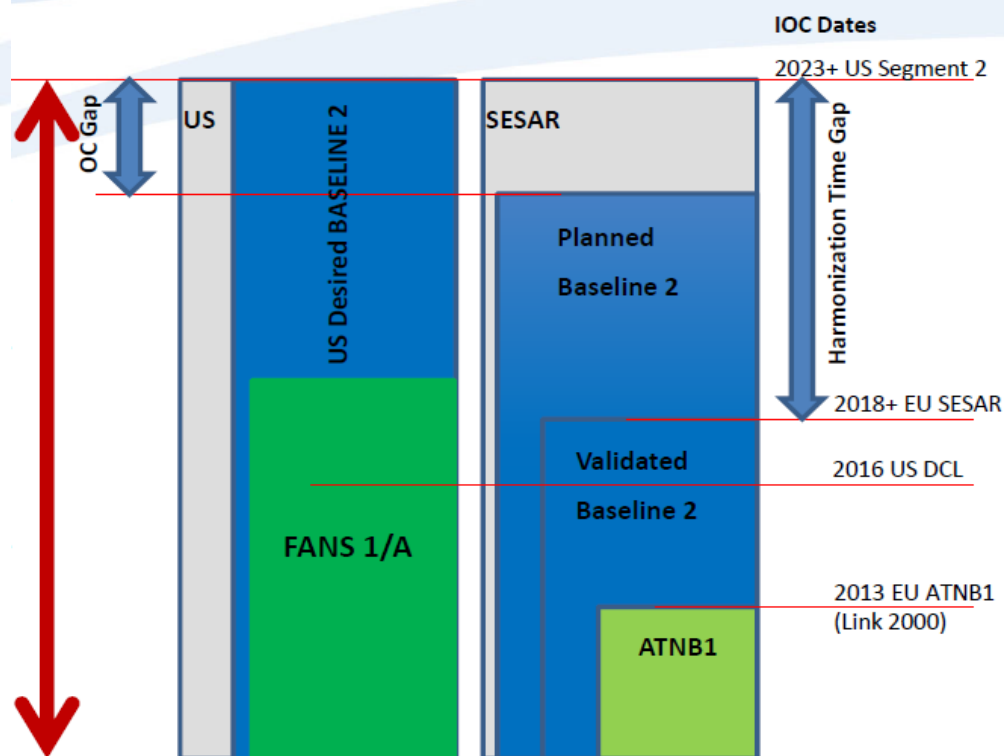 IOC Dates
2023+ US Segment 2
OC Gap
US
US Desired BASELINE 2
SESAR
Planned
Baseline 2
Harmonization Time Gap
2018+ EU SESAR
Validated
Baseline 2
2016 US DCL
FANS 1/A
2013 EU ATNB1
(Link 2000)
ATNB1